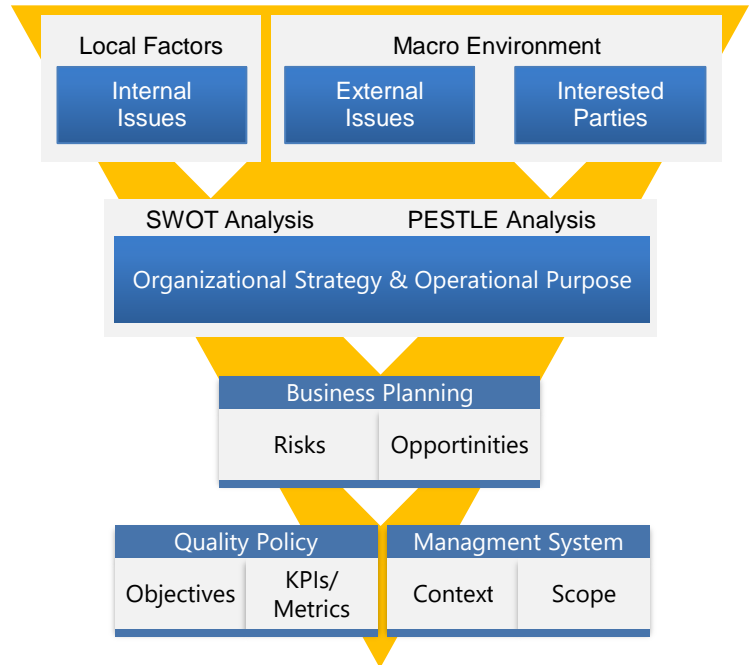 Local Factors
Macro Environment
Internal
Issues
External
Issues
Interested
Parties
SWOT Analysis
PESTLE Analysis
Organizational Strategy & Operational Purpose
Business Planning
Risks
Opportinities
Quality Policy
Managment System
Objectives
KPIs/
Metrics
Context
Scope